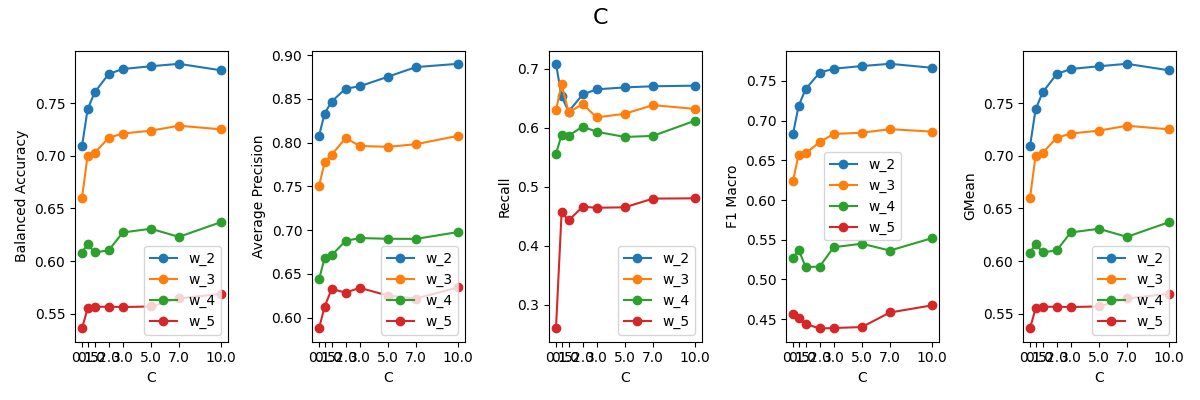 C
Balanced Accuracy
0.75
0.70
0.65
0.60
0.55
w_2
w_3
w_4
w_5
5.0 7.0 10.0
C
Average Precision
0.90
0.85
0.80
0.75
0.70
0.65
0.60
w_2
w_3
w_4
w_5
5.0 7.0 10.0
C
Recall
0.7
0.6
0.5
0.4
0.3
w_2
w_3
w_4
w_5
5.0 7.0 10.0
C
F1 Macro
0.75
0.70
0.65
0.60
0.55
0.50
0.45
w_2
w_3
w_4
w_5
5.0 7.0 10.0
C
GMean
0.75
0.70
0.65
0.60
0.55
w_2
w_3
w_4
w_5
5.0 7.0 10.0
C